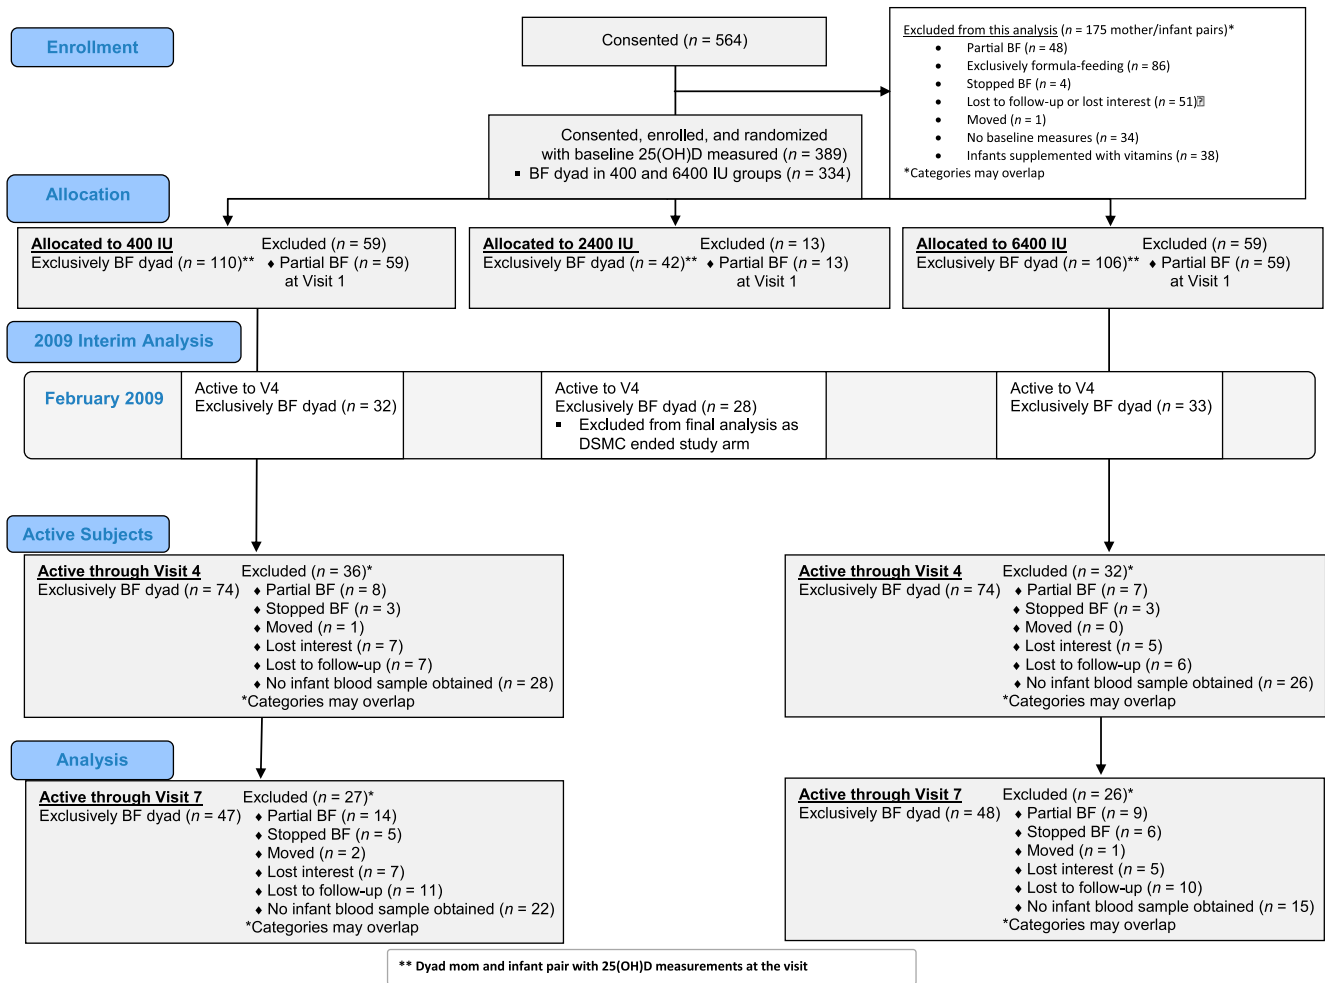 Enrollment
Consented (n = 564)
Excluded from this analysis (n = 175 mother/infant pairs)*
• Partial BF (n = 48)
• Exclusively formula-feeding (n = 86)
• Stopped BF (n = 4)
• Lost to follow-up or lost interest (n = 51)
• Moved (n = 1)
• No baseline measures (n = 34)
• Infants supplemented with vitamins (n = 38)
*Categories may overlap
Consented, enrolled, and randomized
with baseline 25(OH)D measured (n = 389)
▪ BF dyad in 400 and 6400 IU groups (n = 334)
Allocation
Allocated to 400 IU Excluded (n = 59)
Exclusively BF dyad (n = 110)** ♦ Partial BF (n = 59)
at Visit 1
Allocated to 2400 IU Excluded (n = 13)
Exclusively BF dyad (n = 42)** ♦ Partial BF (n = 13)
at Visit 1
Allocated to 6400 IU Excluded (n = 59)
Exclusively BF dyad (n = 106)** ♦ Partial BF (n = 59)
at Visit 1
2009 Interim Analysis
February 2009
Active to V4
Exclusively BF dyad (n = 32)
Active to V4
Exclusively BF dyad (n = 28)
▪ Excluded from final analysis as
DSMC ended study arm
Active to V4
Exclusively BF dyad (n = 33)
Active Subjects
Active through Visit 4 Excluded (n = 36)*
Exclusively BF dyad (n = 74) ♦ Partial BF (n = 8)
♦ Stopped BF (n = 3)
♦ Moved (n = 1)
♦ Lost interest (n = 7)
♦ Lost to follow-up (n = 7)
♦ No infant blood sample obtained (n = 28)
*Categories may overlap
Active through Visit 4 Excluded (n = 32)*
Exclusively BF dyad (n = 74) ♦ Partial BF (n = 7)
♦ Stopped BF (n = 3)
♦ Moved (n = 0)
♦ Lost interest (n = 5)
♦ Lost to follow-up (n = 6)
♦ No infant blood sample obtained (n = 26)
*Categories may overlap
Analysis
Active through Visit 7 Excluded (n = 27)*
Exclusively BF dyad (n = 47) ♦ Partial BF (n = 14)
♦ Stopped BF (n = 5)
♦ Moved (n = 2)
♦ Lost interest (n = 7)
♦ Lost to follow-up (n = 11)
♦ No infant blood sample obtained (n = 22)
*Categories may overlap
Active through Visit 7 Excluded (n = 26)*
Exclusively BF dyad (n = 48) ♦ Partial BF (n = 9)
♦ Stopped BF (n = 6)
♦ Moved (n = 1)
♦ Lost interest (n = 5)
♦ Lost to follow-up (n = 10)
♦ No infant blood sample obtained (n = 15)
*Categories may overlap
** Dyad mom and infant pair with 25(OH)D measurements at the visit